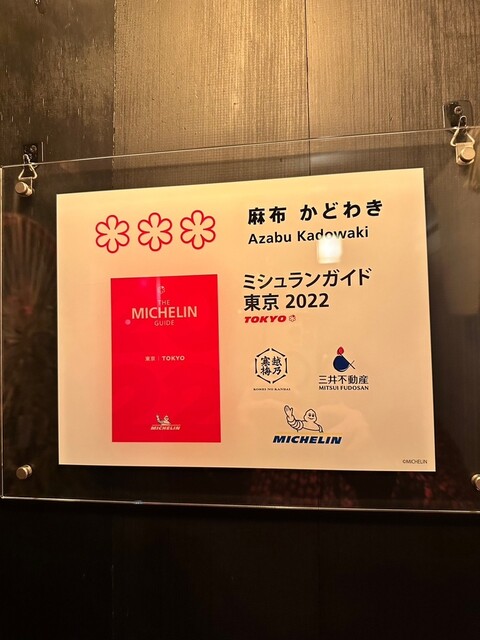 麻布 かどわき
Azabu Kadowaki
ミシュランガイド
東京 2022
TOKYO
THE
MICHELIN
GUIDE
東京 TOKYO
MICHELIN
越乃
寒梅
KOSHI NO KANBAI
三井不動産
MITSUI FUDOSAN
MICHELIN
©MICHELIN